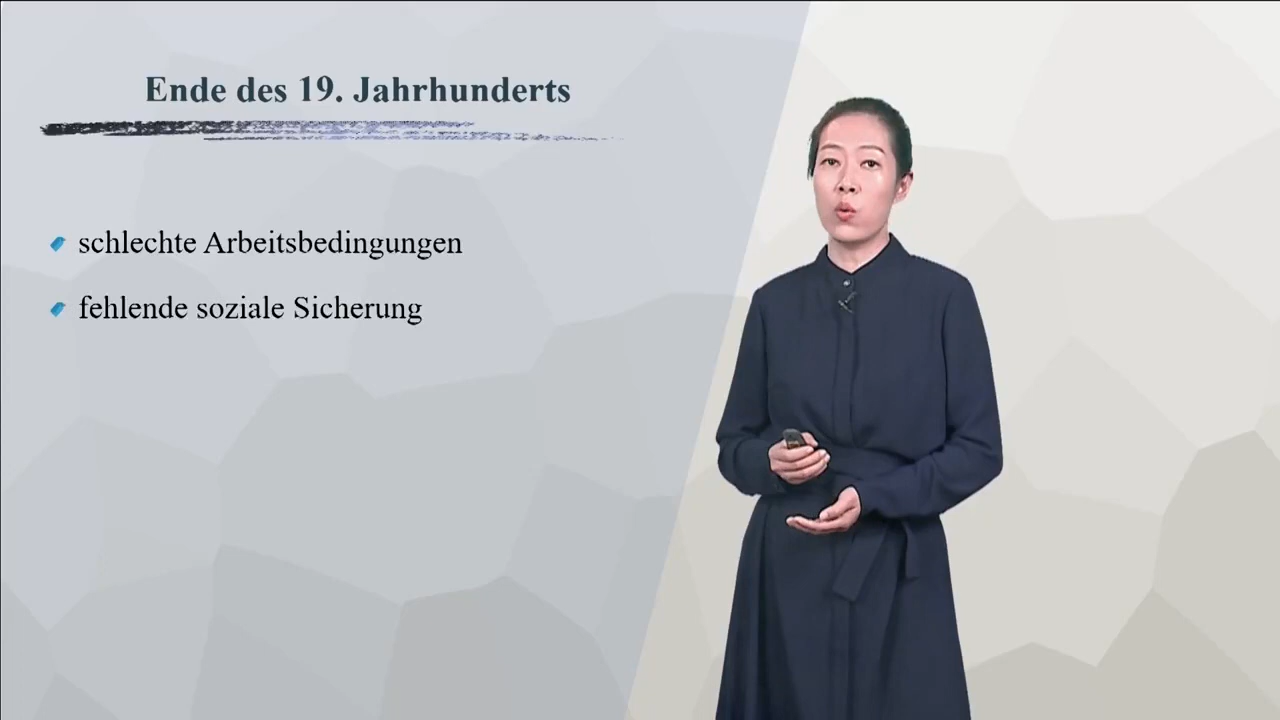 Ende des 19. Jahrhunderts
schlechte Arbeitsbedingungen
fehlende soziale Sicherung